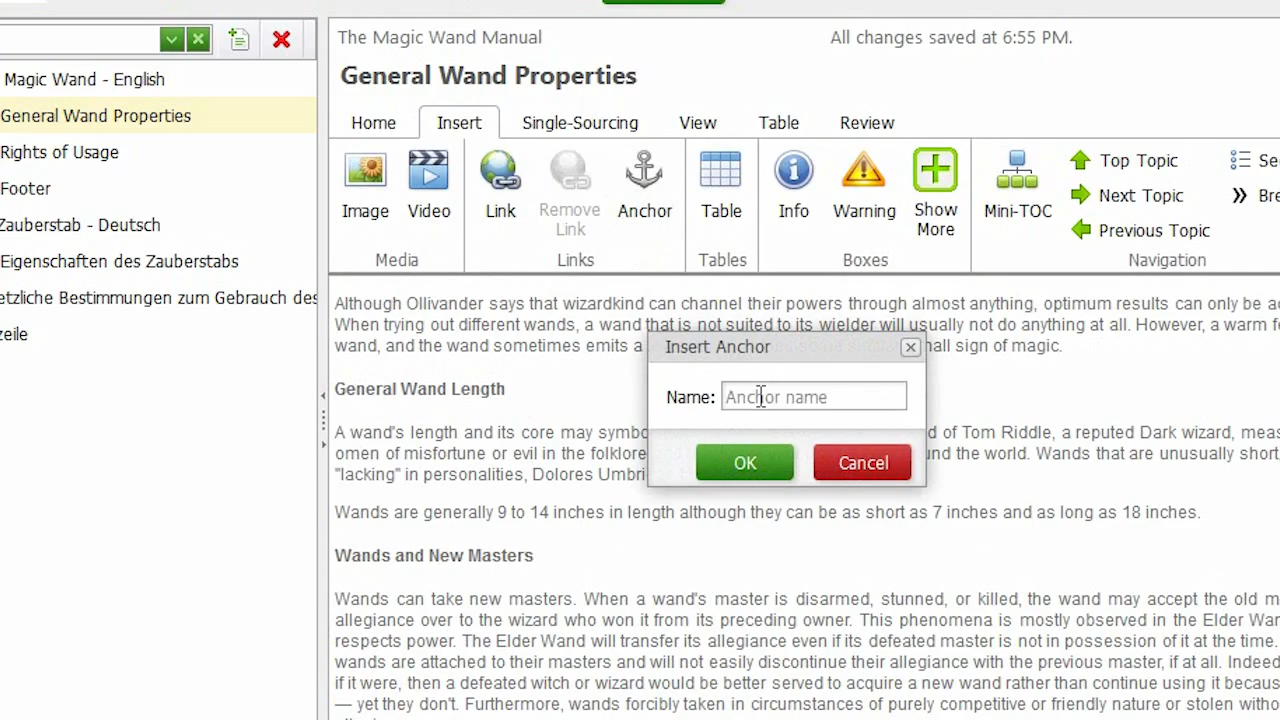 The Magic Wand Manual
All changes saved at 6:55 PM.
Magic Wand - English
General Wand Properties
Rights of Usage
Footer
Zauberstab - Deutsch
Eigenschaften des Zauberstabs
etzliche Bestimmungen zum Gebrauch des
zeile
General Wand Properties
Home Insert Single-Sourcing View Table Review
Image Video
Media
Link Remove Link Anchor
Links
Table
Tables
Info Warning Show More
Boxes
Mini-TOC
Top Topic
Next Topic
Previous Topic
Se
Bre
Navigation
Although Ollivander says that wizardkind can channel their powers through almost anything, optimum results can only be a
When trying out different wands, a wand that is not suited to its wielder will usually not do anything at all. However, a warm f
wand, and the wand sometimes emits a small sign of magic.
General Wand Length
A wand's length and its core may symbo d of Tom Riddle, a reputed Dark wizard, meas
omen of misfortune or evil in the folklore und the world. Wands that are unusually short
"lacking" in personalities, Dolores Umbri
Wands are generally 9 to 14 inches in length although they can be as short as 7 inches and as long as 18 inches.
Wands and New Masters
Wands can take new masters. When a wand's master is disarmed, stunned, or killed, the wand may accept the old m
allegiance over to the wizard who won it from its preceding owner. This phenomena is mostly observed in the Elder Wan
respects power. The Elder Wand will transfer its allegiance even if its defeated master is not in possession of it at the time.
wands are attached to their masters and will not easily discontinue their allegiance with the previous master, if at all. Indeed
if it were, then a defeated witch or wizard would be better served to acquire a new wand rather than continue using it becaus
— yet they don't. Furthermore, wands forcibly taken in circumstances of purely competitive or friendly nature or stolen witho
Insert Anchor
Name: Anchor name
OK Cancel